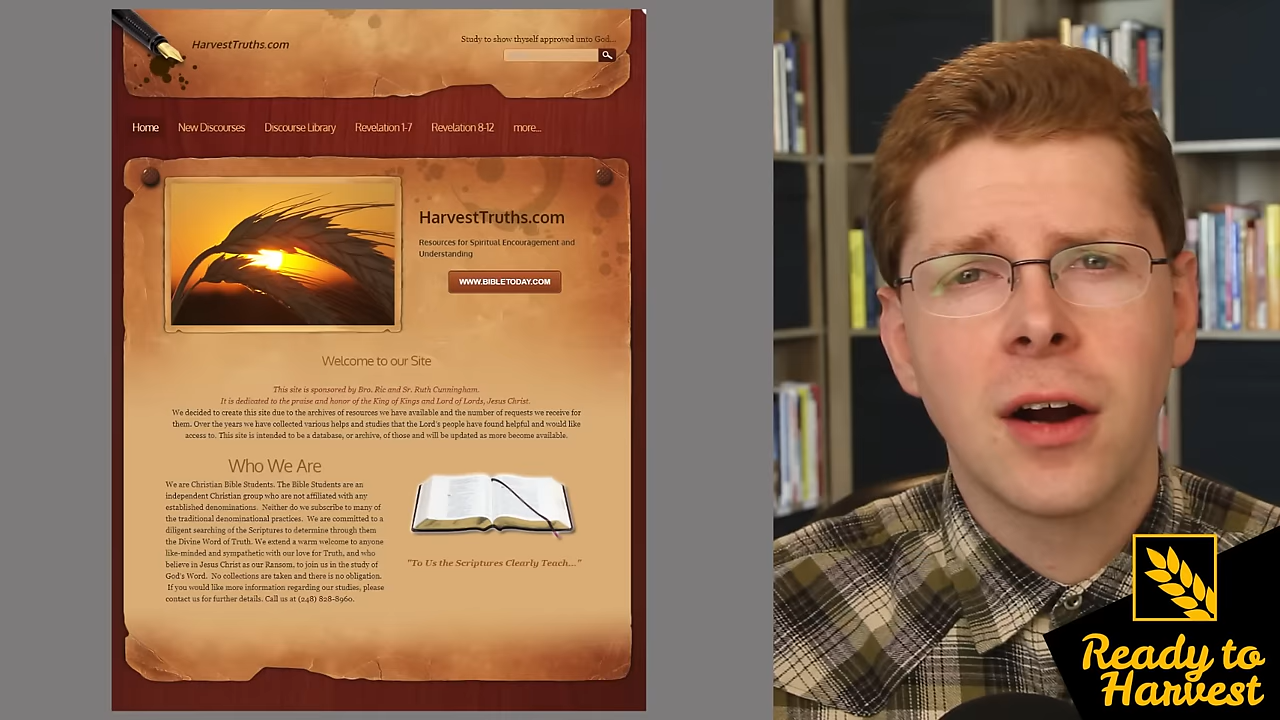 HarvestTruths.com
Study to show thyself approved unto God...
Home New Discourses Discourse Library Revelation 1-7 Revelation 8-12 more...
HarvestTruths.com
Resources for Spiritual Encouragement and
Understanding
WWW.BIBLETODAY.COM
Welcome to our Site
This site is sponsored by Bro. Ric and Sr. Ruth Cunningham.
It is dedicated to the praise and honor of the King of Kings and Lord of Lords, Jesus Christ.
We decided to create this site due to the archives of resources we have available and the number of requests we receive for
them. Over the years we have collected various helps and studies that the Lord's people have found helpful and would like
access to. This site is intended to be a database, or archive, of those and will be updated as more become available.
Who We Are
We are Christian Bible Students. The Bible Students are an
independent Christian group who are not affiliated with any
established denominations. Neither do we subscribe to many of
the traditional denominational practices. We are committed to a
diligent searching of the Scriptures to determine through them
the Divine Word of Truth. We extend a warm welcome to anyone
like-minded and sympathetic with our love for Truth, and who
believe in Jesus Christ as our Ransom, to join us in the study of
God's Word. No collections are taken and there is no obligation.
If you would like more information regarding our studies, please
contact us for further details. Call us at (248) 828-8960.
"To Us the Scriptures Clearly Teach..."
Ready to
Harvest